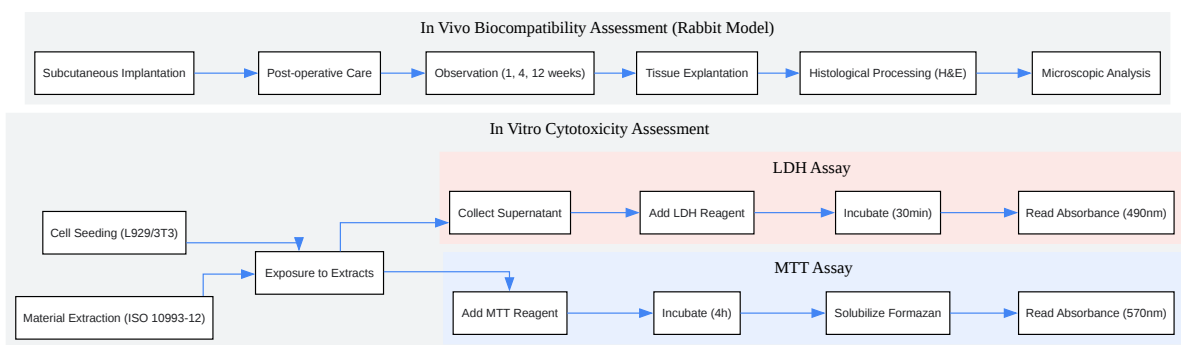 In Vivo Biocompatibility Assessment (Rabbit Model)
Subcutaneous Implantation
Post-operative Care
Observation (1, 4, 12 weeks)
Tissue Explantation
Histological Processing (H&E)
Microscopic Analysis
In Vitro Cytotoxicity Assessment
LDH Assay
Collect Supernatant
Add LDH Reagent
Incubate (30min)
Read Absorbance (490nm)
Cell Seeding (L929/3T3)
Exposure to Extracts
Material Extraction (ISO 10993-12)
MTT Assay
Add MTT Reagent
Incubate (4h)
Solubilize Formazan
Read Absorbance (570nm)